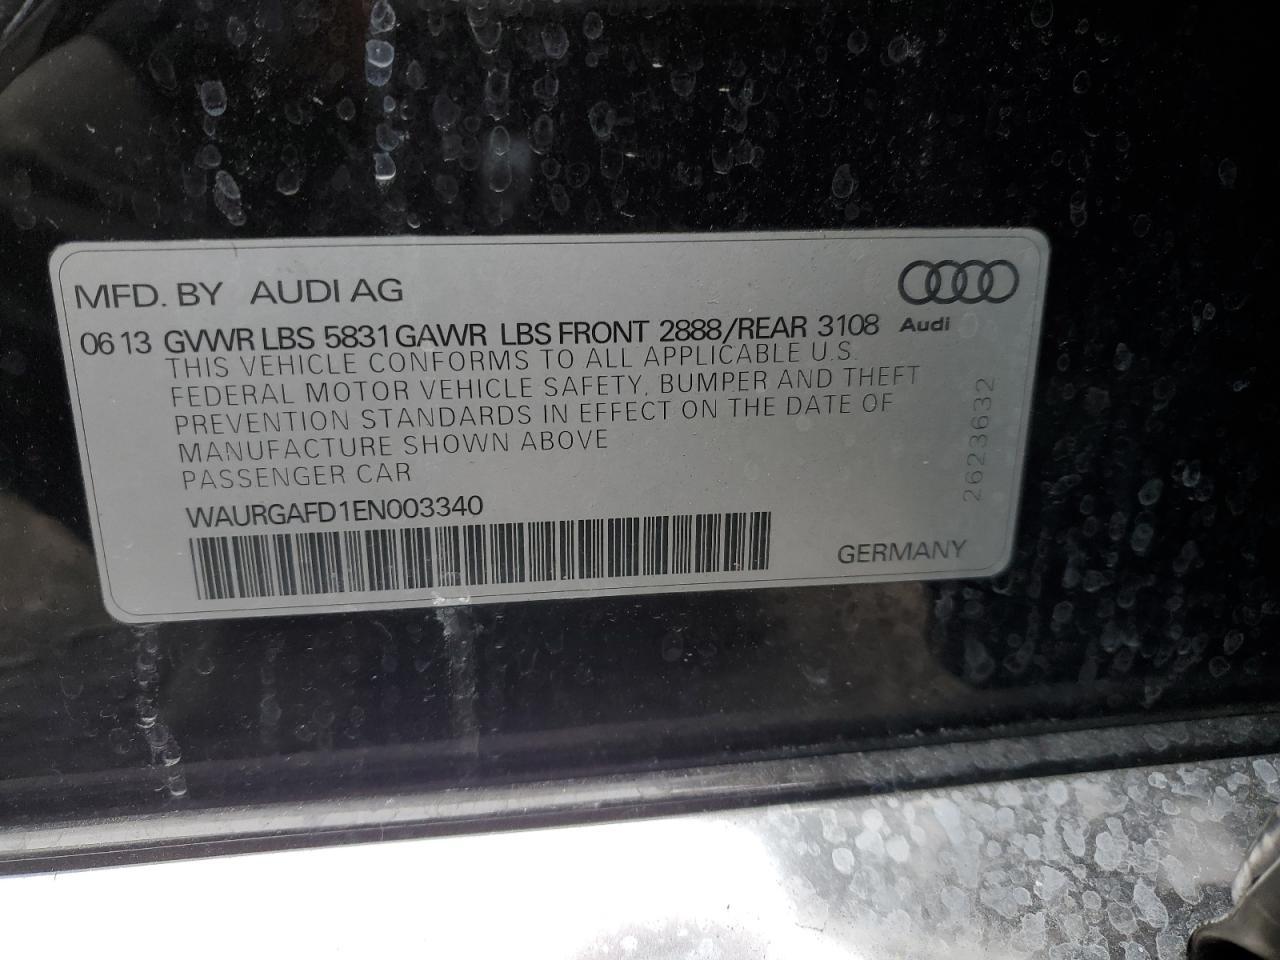 MFD. BY AUDI AG
06 13 GVWR LBS 5831 GAWR LBS FRONT 2888/REAR 3108
Audi
THIS VEHICLE CONFORMS TO ALL APPLICABLE U.S.
FEDERAL MOTOR VEHICLE SAFETY, BUMPER AND THEFT
PREVENTION STANDARDS IN EFFECT ON THE DATE OF
MANUFACTURE SHOWN ABOVE
PASSENGER CAR
WAURGAFD1EN003340
GERMANY
2623632